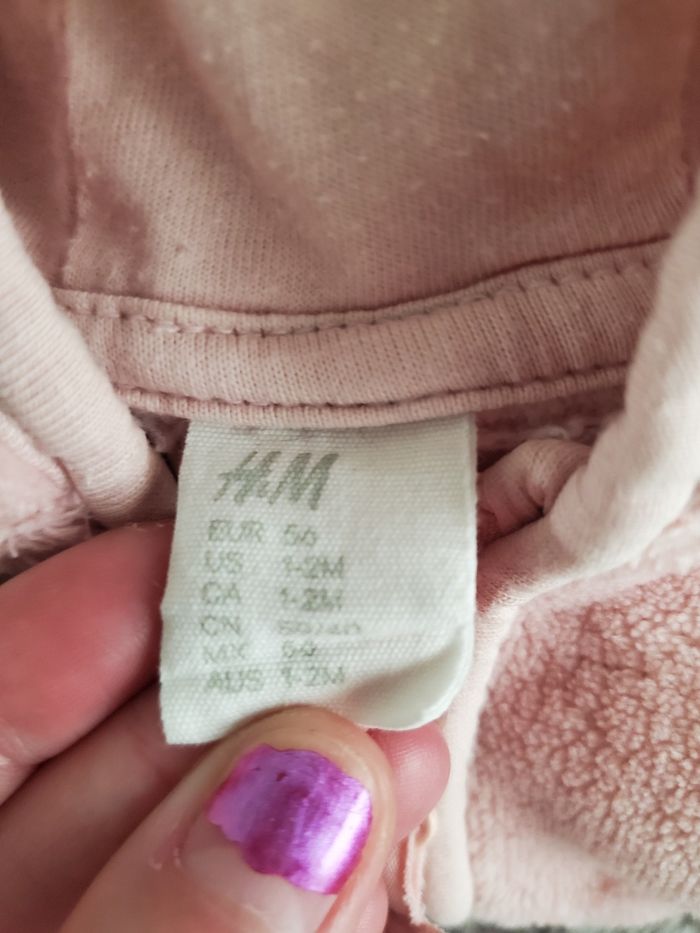 H&M
EUR 56
US 1-2M
CA 1-2M
CN
MX 56
AUS 1-2M